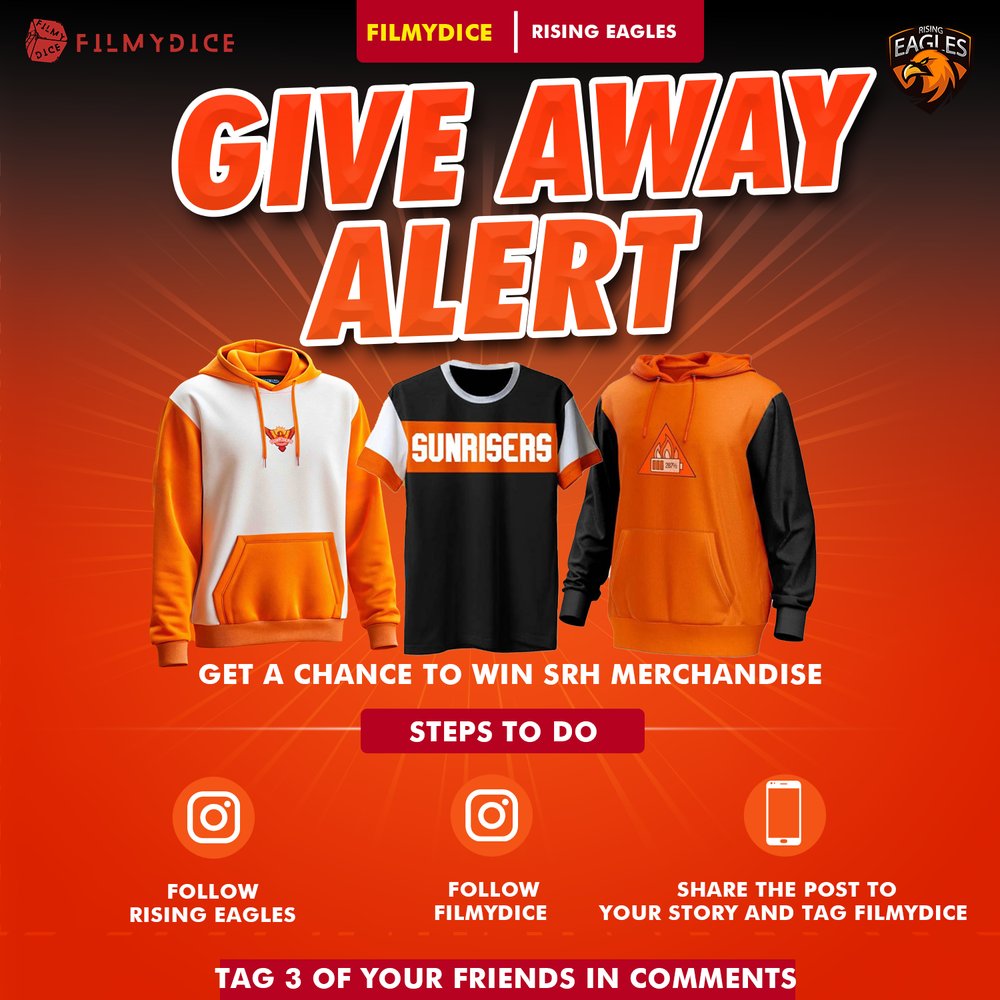 FILMY
DICE
FILMYDICE
FILMYDICE | RISING EAGLES
RISING
EAGLES
GIVE AWAY
ALERT
SUNRISERS
GET A CHANCE TO WIN SRH MERCHANDISE
STEPS TO DO
FOLLOW
RISING EAGLES
FOLLOW
FILMYDICE
SHARE THE POST TO
YOUR STORY AND TAG FILMYDICE
TAG 3 OF YOUR FRIENDS IN COMMENTS